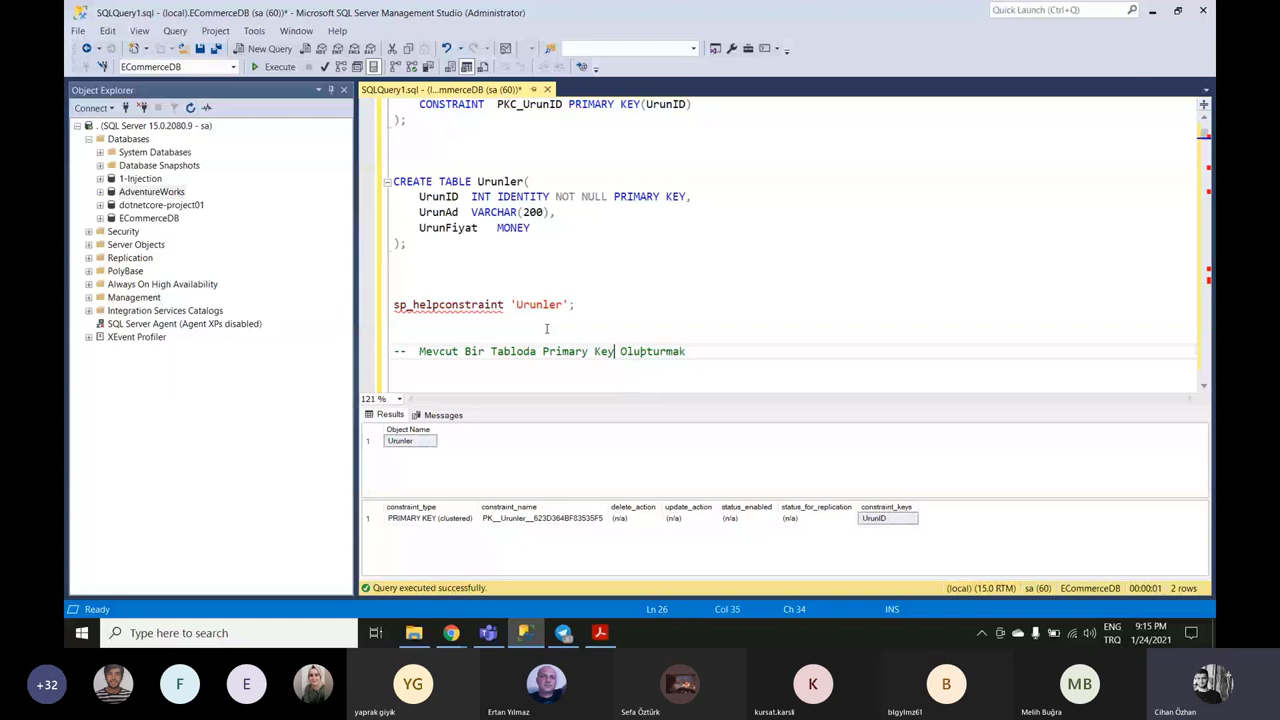 SQLQuery1.sql - (local).ECommerceDB (sa (60))* - Microsoft SQL Server Management Studio (Administrator)
Quick Launch (Ctrl+Q)
File Edit View Query Project Tools Window Help
New Query
ECommerceDB
Execute
Object Explorer
SQLQuery1.sql - (l...mmerceDB (sa (60))*
Connect
. (SQL Server 15.0.2080.9 - sa)
Databases
System Databases
Database Snapshots
1-Injection
AdventureWorks
dotnetcore-project01
ECommerceDB
Security
Server Objects
Replication
PolyBase
Always On High Availability
Management
Integration Services Catalogs
SQL Server Agent (Agent XPs disabled)
XEvent Profiler
CONSTRAINT PKC_UrunID PRIMARY KEY(UrunID)
);
CREATE TABLE Urunler(
UrunID INT IDENTITY NOT NULL PRIMARY KEY,
UrunAd VARCHAR(200),
UrunFiyat MONEY
);
sp_helpconstraint 'Urunler';
-- Mevcut Bir Tabloda Primary Key Oluþturmak
121 %
Results Messages
Object Name
1 Urunler
constraint_type constraint_name delete_action update_action status_enabled status_for_replication constraint_keys
1 PRIMARY KEY (clustered) PK__Urunler__623D364BF83535F5 (n/a) (n/a) (n/a) (n/a) UrunID
Query executed successfully.
(local) (15.0 RTM) sa (60) ECommerceDB 00:00:01 2 rows
Ready
Ln 26 Col 35 Ch 34 INS
Type here to search
ENG
TRQ
9:15 PM
1/24/2021
+32
F
E
YG
K
B
MB
yaprak giyik
Ertan Yılmaz
Sefa Öztürk
kursat.karsli
blgylmz61
Melih Buğra
Cihan Özhan